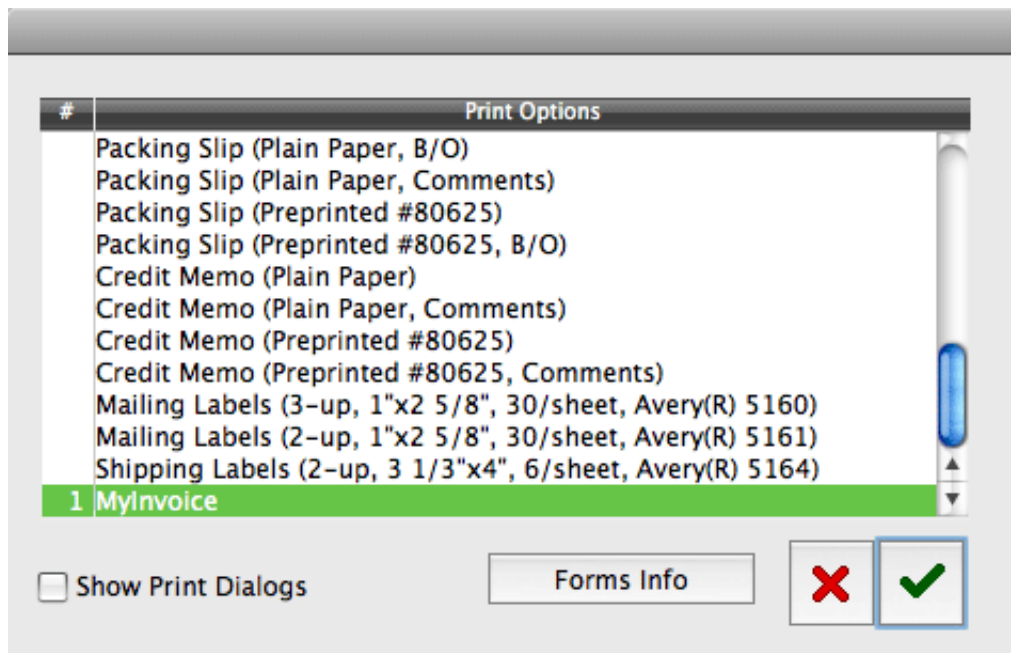 # Print Options
Packing Slip (Plain Paper, B/O)
Packing Slip (Plain Paper, Comments)
Packing Slip (Preprinted #80625)
Packing Slip (Preprinted #80625, B/O)
Credit Memo (Plain Paper)
Credit Memo (Plain Paper, Comments)
Credit Memo (Preprinted #80625)
Credit Memo (Preprinted #80625, Comments)
Mailing Labels (3-up, 1"x2 5/8", 30/sheet, Avery(R) 5160)
Mailing Labels (2-up, 1"x2 5/8", 30/sheet, Avery(R) 5161)
Shipping Labels (2-up, 3 1/3"x4", 6/sheet, Avery(R) 5164)
1 MyInvoice
Show Print Dialogs
Forms Info